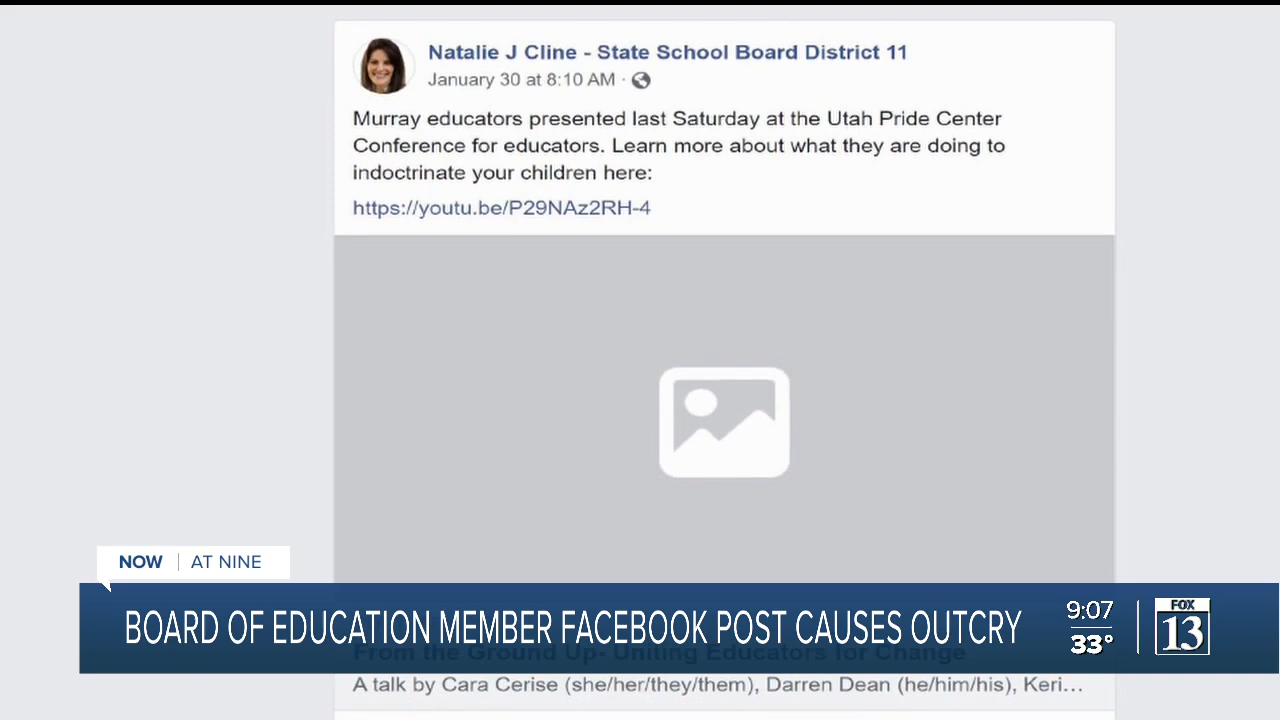 Natalie J Cline - State School Board District 11
January 30 at 8:10 AM ·
Murray educators presented last Saturday at the Utah Pride Center
Conference for educators. Learn more about what they are doing to
indoctrinate your children here:
https://youtu.be/P29NAz2RH-4
NOW | AT NINE
BOARD OF EDUCATION MEMBER FACEBOOK POST CAUSES OUTCRY
9:07
33°
FOX
13
From the Ground Up- Uniting Educators for Change
A talk by Cara Cerise (she/her/they/them), Darren Dean (he/him/his), Keri...